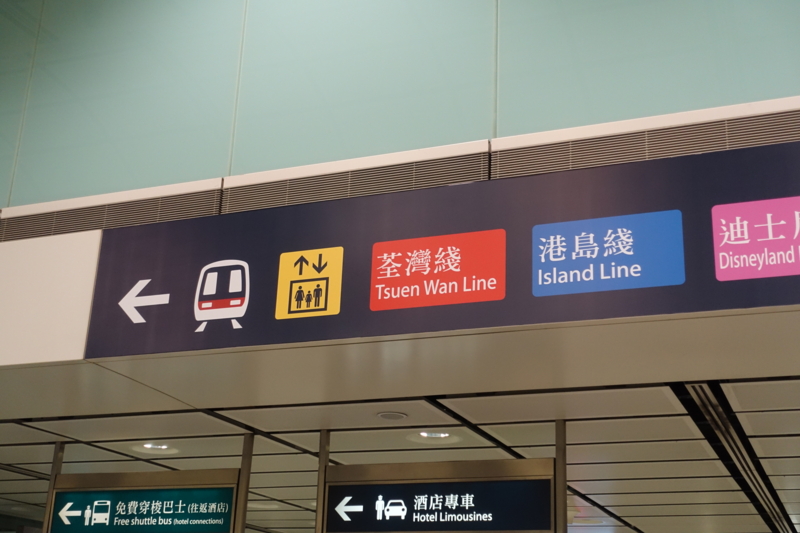 荃灣綫
Tsuen Wan Line
港島綫
Island Line
迪士
Disneyland
免費穿梭巴士 (往返酒店)
Free shuttle bus (hotel connections)
酒店專車
Hotel Limousines